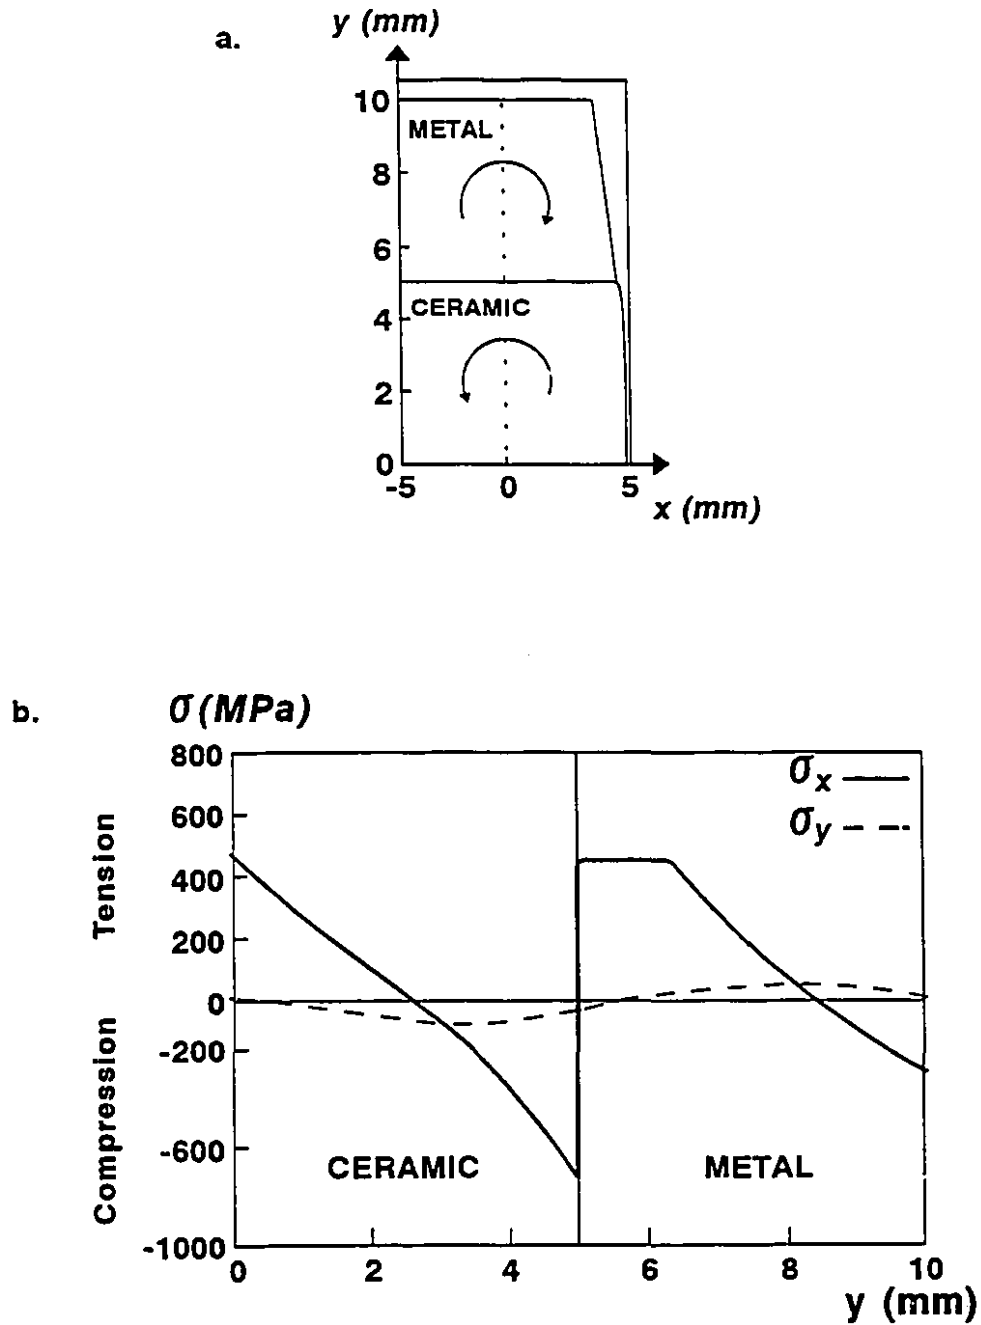 a.
y (mm)
10
METAL
8
6
CERAMIC
4
2
0
-5 0 5
x (mm)
b.
σ (MPa)
800
σx
600
σy
400
200
0
-200
-600
-1000
Tension
Compression
CERAMIC METAL
0 2 4 6 8 10
y (mm)